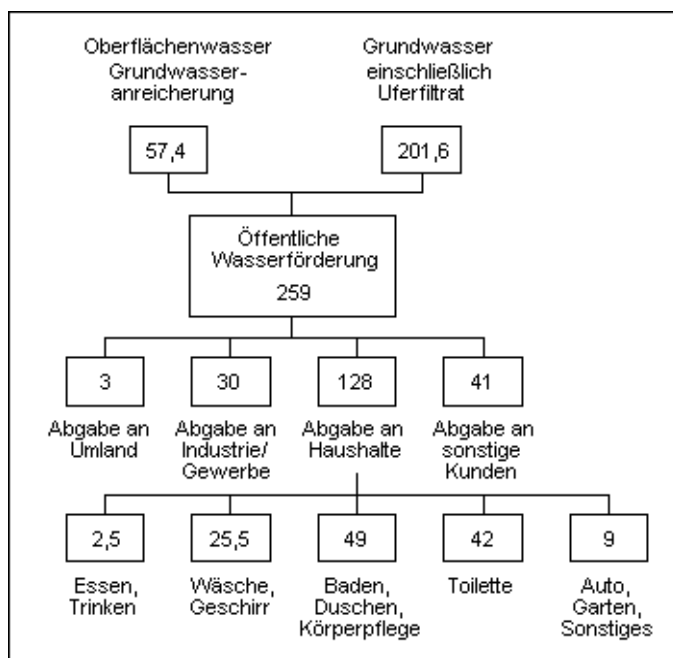 Oberflächenwasser
Grundwasser-
anreicherung
Grundwasser
einschließlich
Uferfiltrat
57,4
201,6
Öffentliche
Wasserförderung
259
3
30
128
41
Abgabe an
Umland
Abgabe an
Industrie/
Gewerbe
Abgabe an
Haushalte
Abgabe an
sonstige
Kunden
2,5
25,5
49
42
9
Essen,
Trinken
Wäsche,
Geschirr
Baden,
Duschen,
Körperpflege
Toilette
Auto,
Garten,
Sonstiges